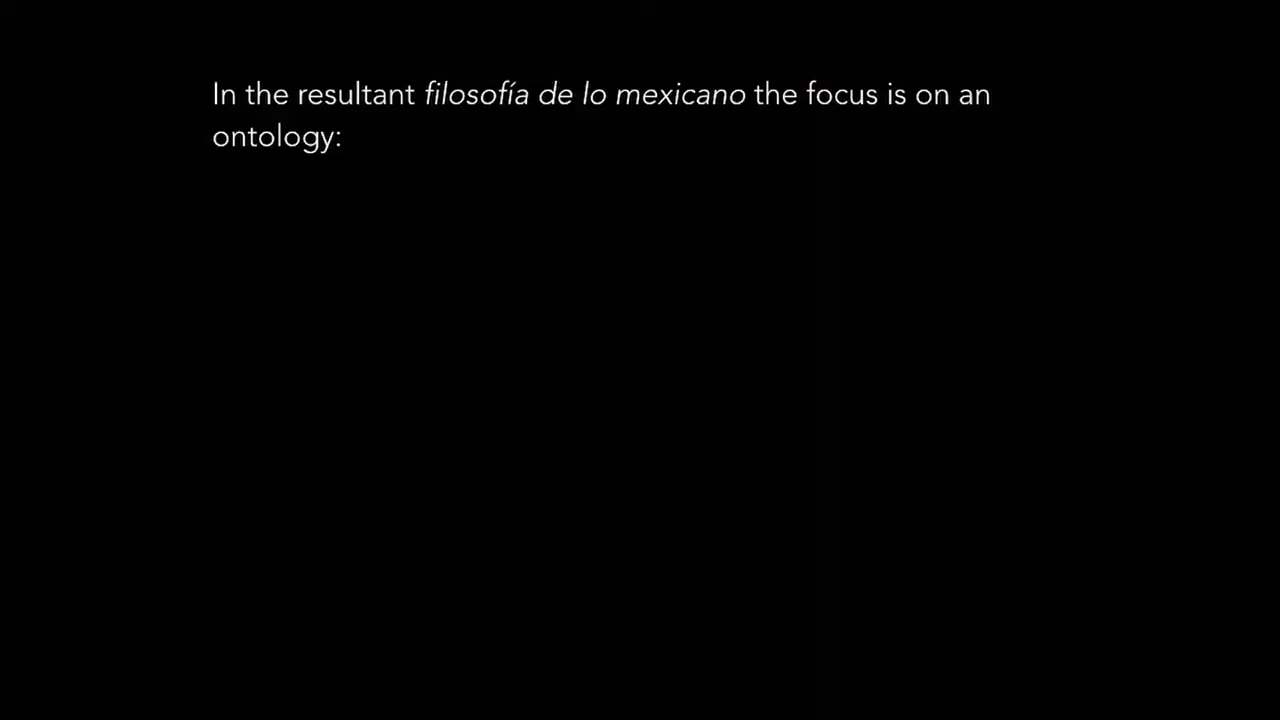 In the resultant filosofía de lo mexicano the focus is on an
ontology: